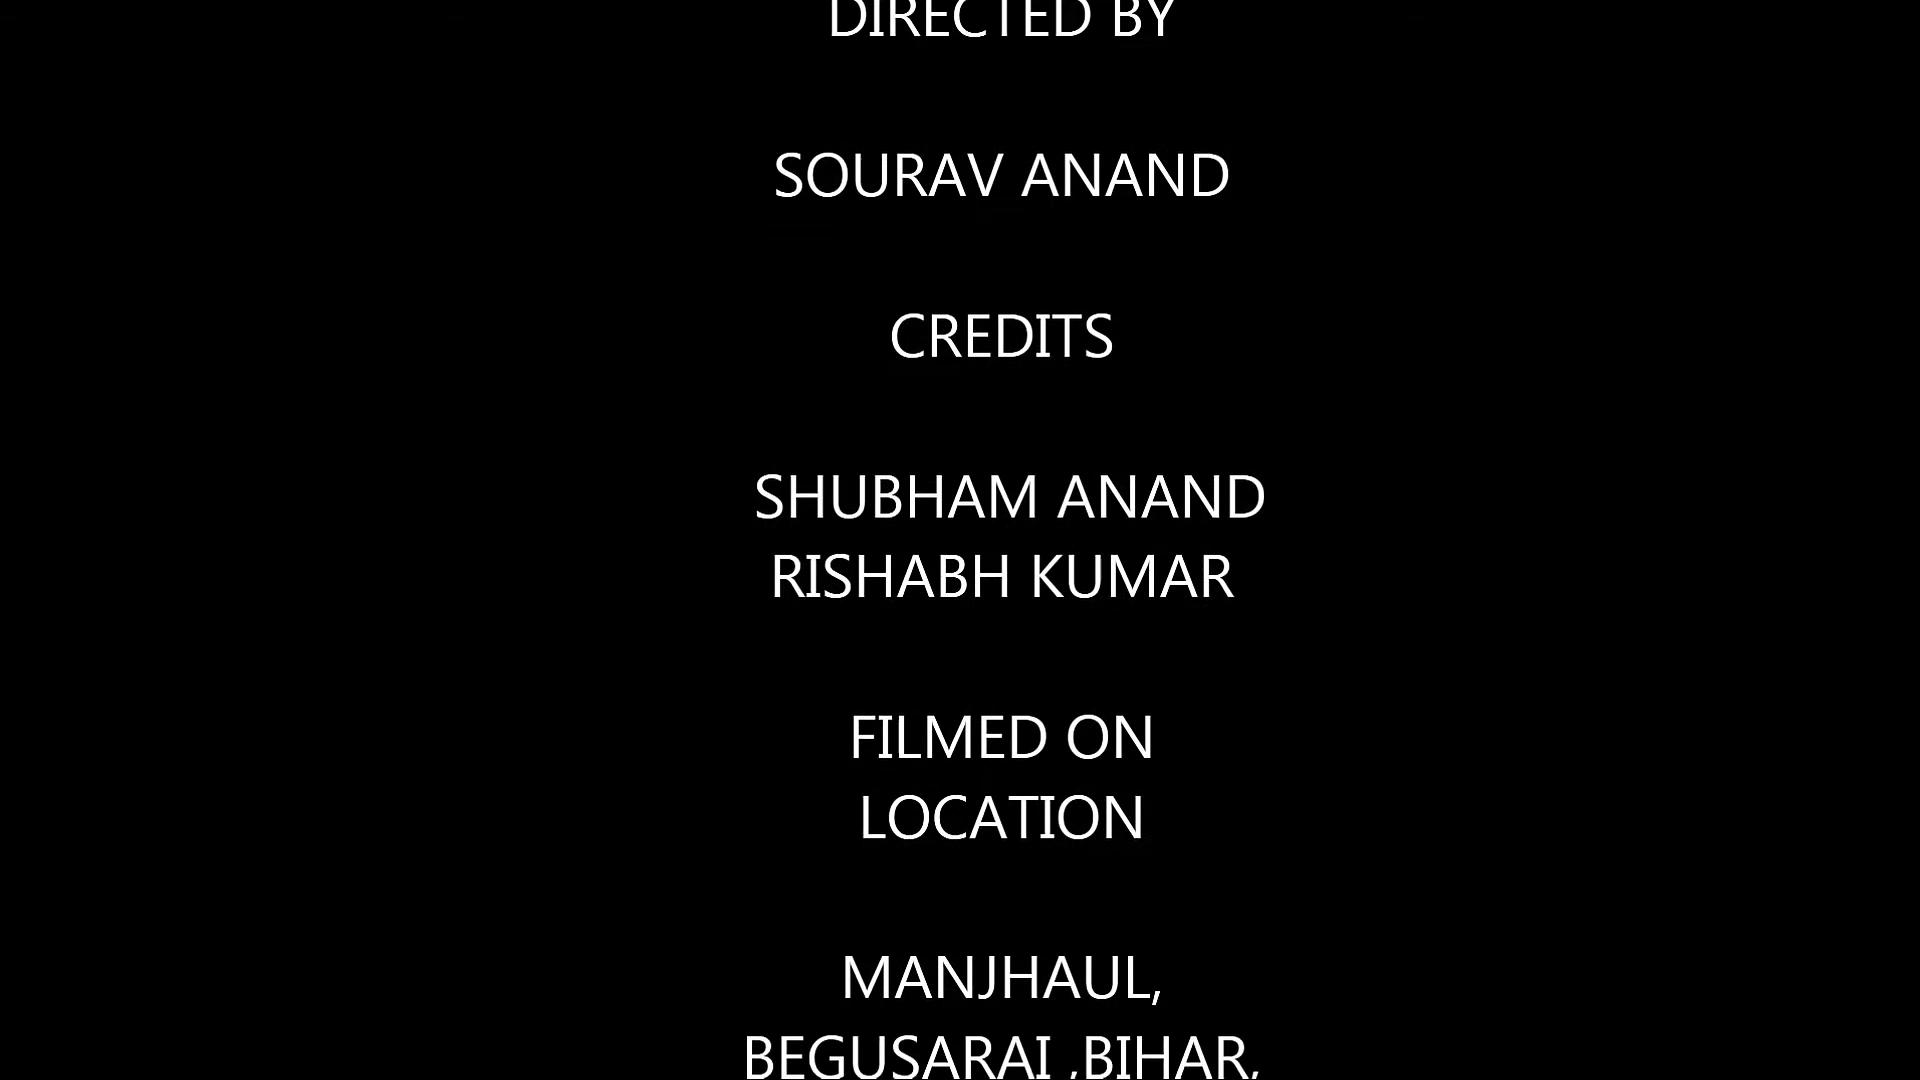 DIRECTED BY
SOURAV ANAND
CREDITS
SHUBHAM ANAND
RISHABH KUMAR
FILMED ON
LOCATION
MANJHAUL,
BEGUSARAI ,BIHAR,